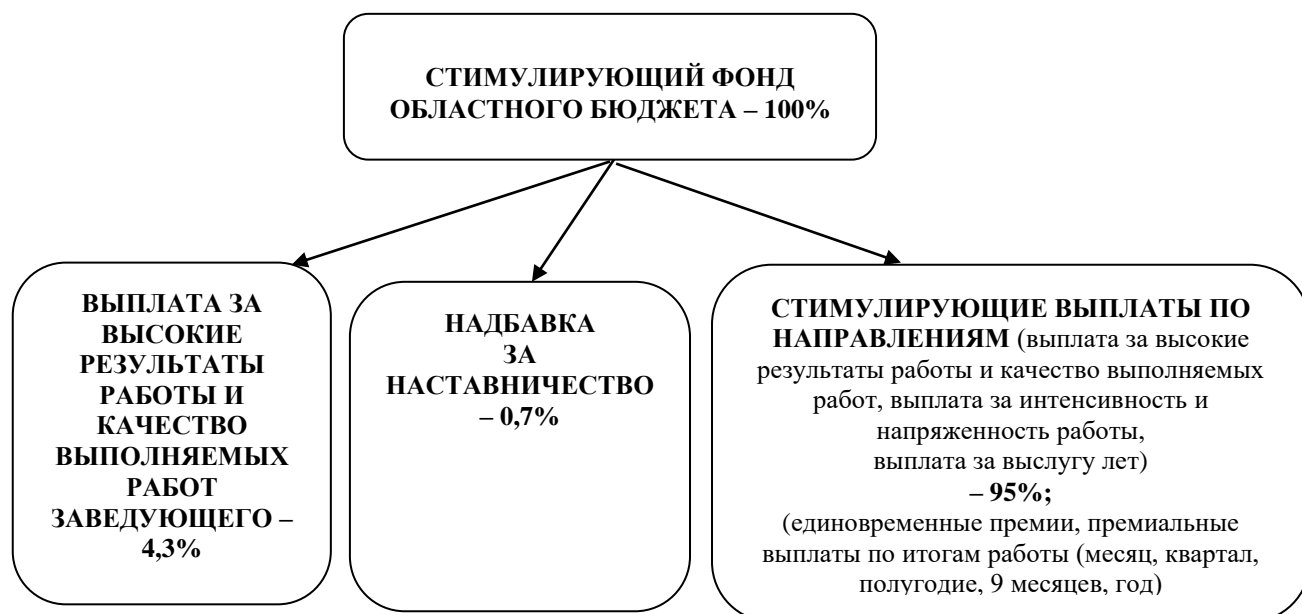 СТИМУЛИРУЮЩИЙ ФОНД
ОБЛАСТНОГО БЮДЖЕТА – 100%
ВЫПЛАТА ЗА
ВЫСОКИЕ
РЕЗУЛЬТАТЫ
РАБОТЫ И
КАЧЕСТВО
ВЫПОЛНЯЕМЫХ
РАБОТ
ЗАВЕДУЮЩЕГО –
4,3%
НАДБАВКА
ЗА
НАСТАВНИЧЕСТВО
– 0,7%
СТИМУЛИРУЮЩИЕ ВЫПЛАТЫ ПО
НАПРАВЛЕНИЯМ (выплата за высокие
результаты работы и качество выполняемых
работ, выплата за интенсивность и
напряженность работы,
выплата за выслугу лет)
– 95%;
(единовременные премии, премиальные
выплаты по итогам работы (месяц, квартал,
полугодие, 9 месяцев, год)